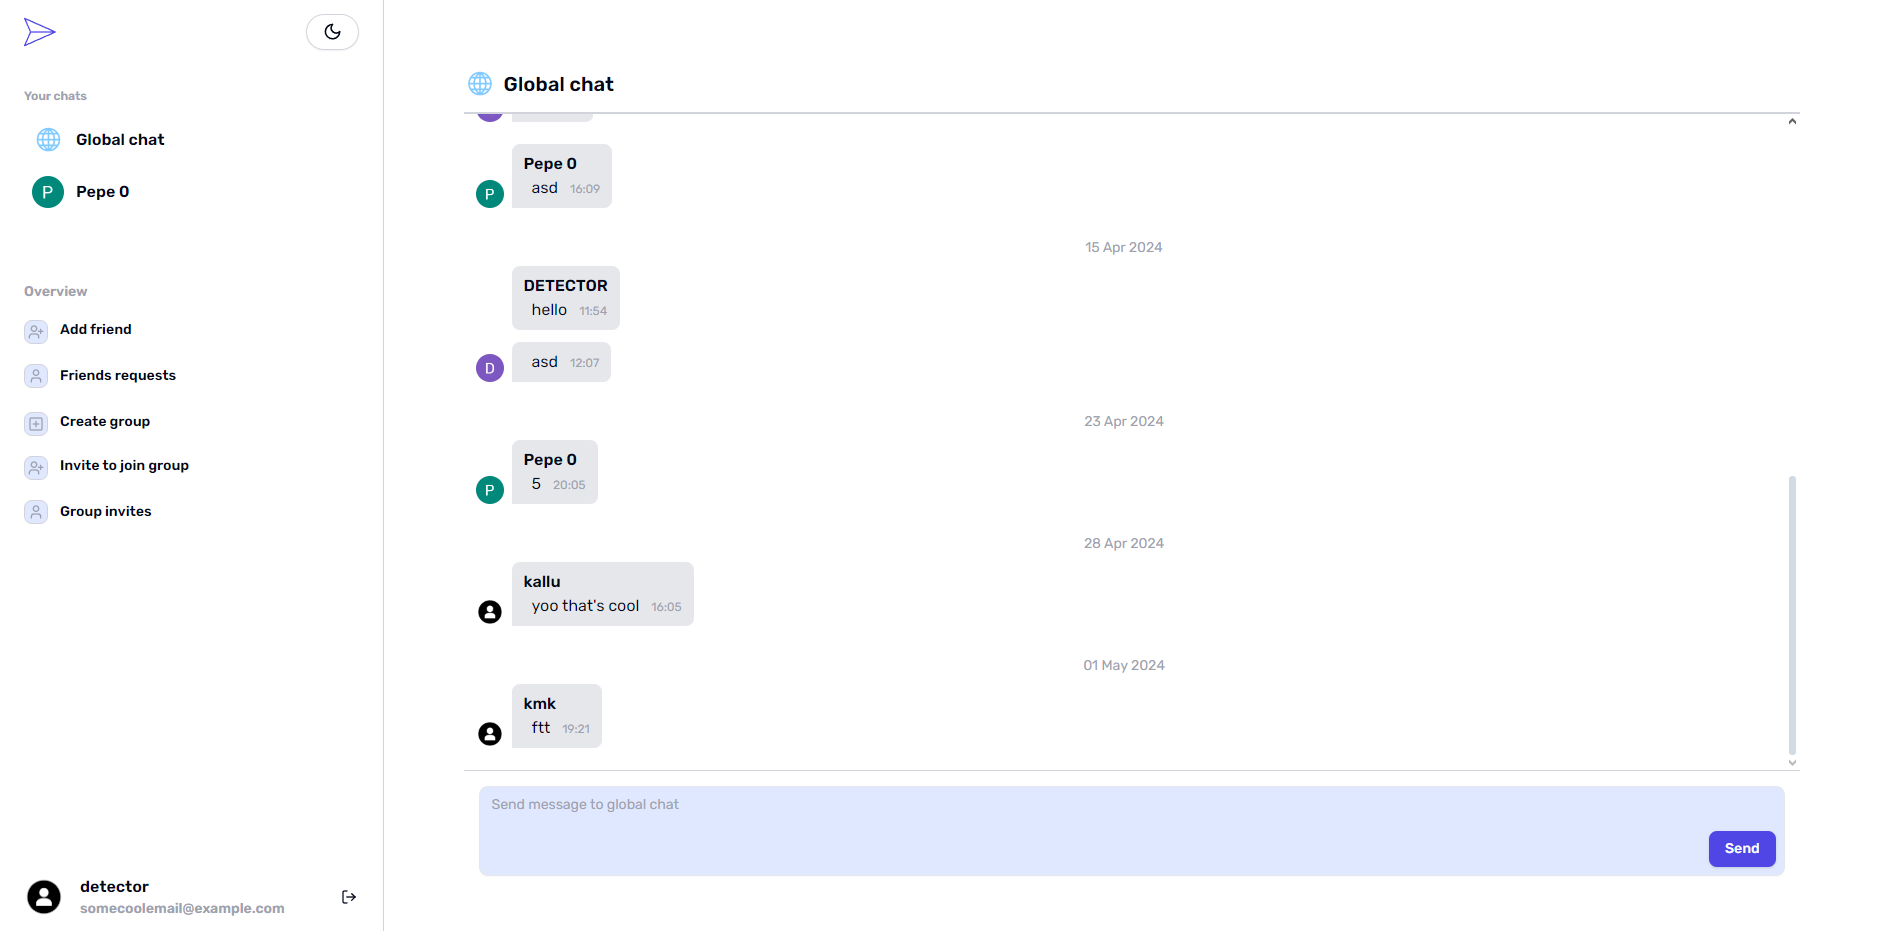 Your chats
Global chat
P
Pepe 0
Overview
Add friend
Friends requests
Create group
Invite to join group
Group invites
detector
somecoolemail@example.com
Global chat
Pepe 0
P
asd 16:09
15 Apr 2024
DETECTOR
hello 11:54
D
asd 12:07
23 Apr 2024
Pepe 0
P
5 20:05
28 Apr 2024
kallu
yoo that's cool 16:05
01 May 2024
kmk
ftt 19:21
Send message to global chat
Send